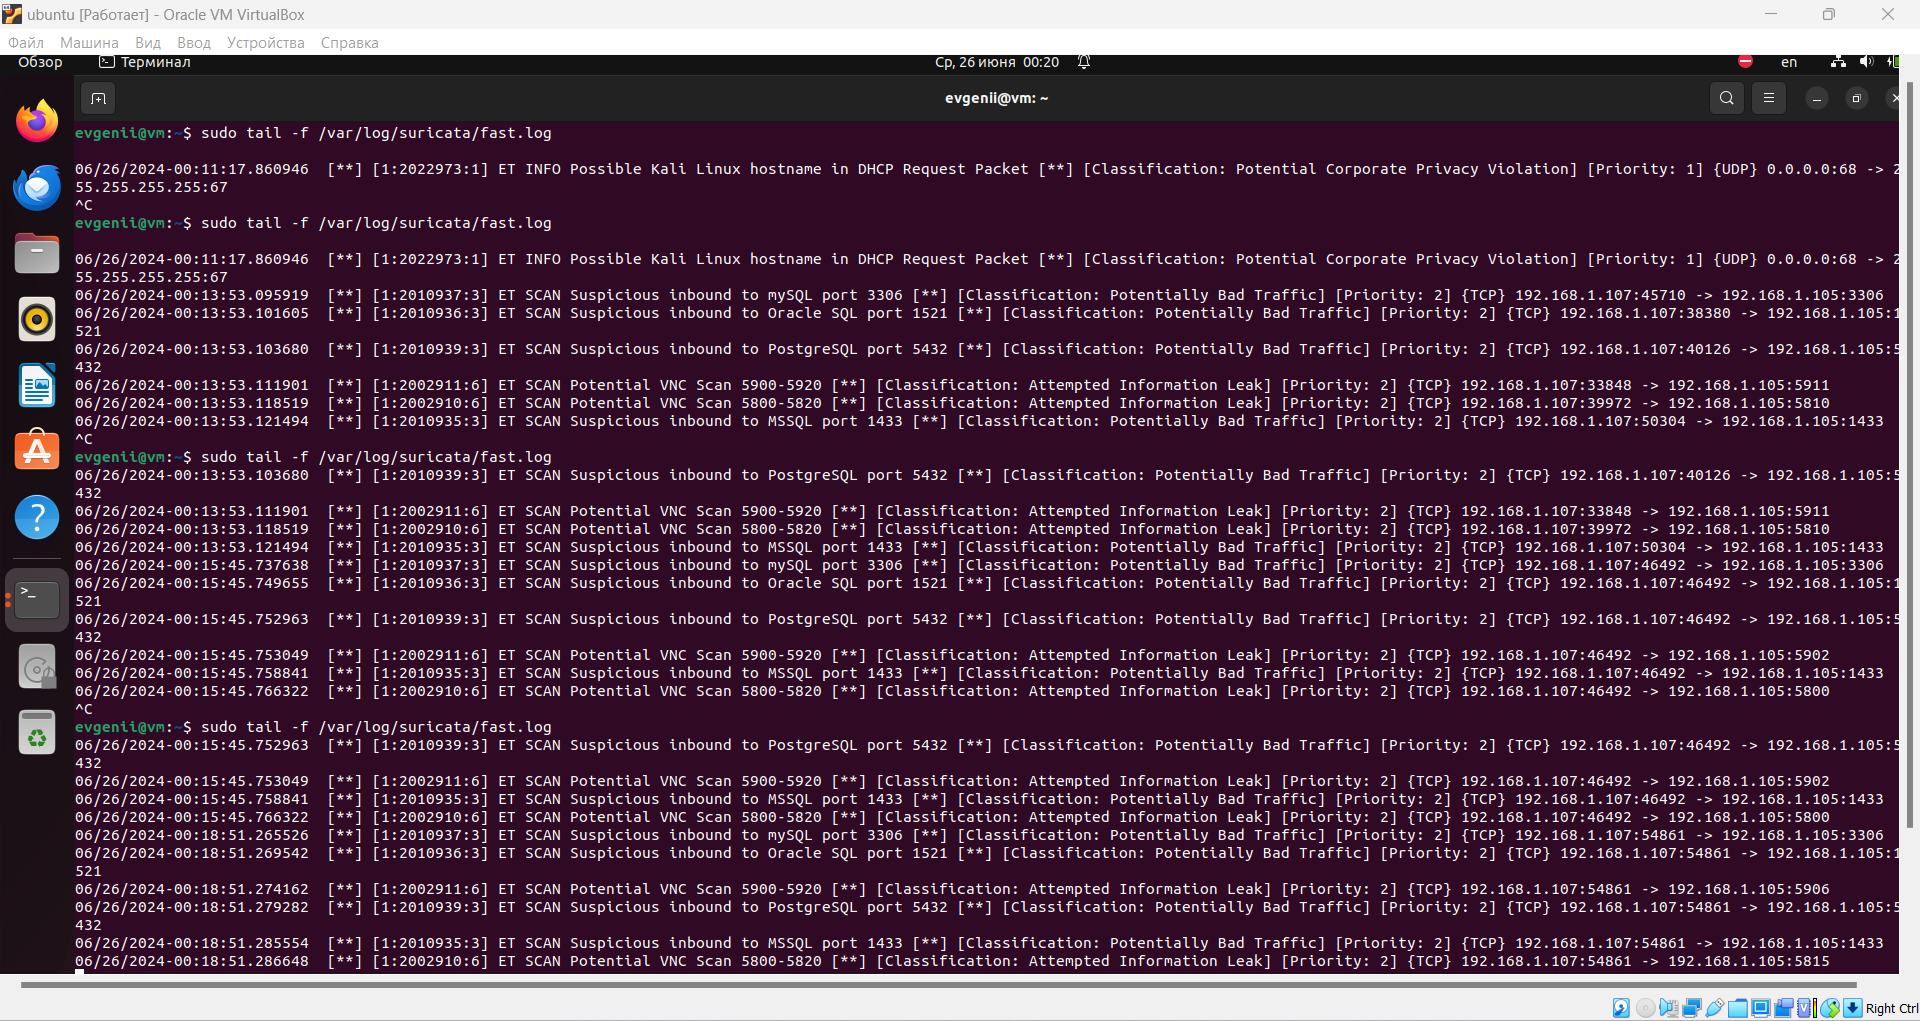 ubuntu [Работает] - Oracle VM VirtualBox
Файл Машина Вид Ввод Устройства Справка
Обзор Терминал Ср, 26 июня 00:20 en
evgenii@vm: ~
evgenii@vm:~$ sudo tail -f /var/log/suricata/fast.log
06/26/2024-00:11:17.860946  [**] [1:2022973:1] ET INFO Possible Kali Linux hostname in DHCP Request Packet [**] [Classification: Potential Corporate Privacy Violation] [Priority: 1] {UDP} 0.0.0.0:68 -> 2
55.255.255.255:67
^C
evgenii@vm:~$ sudo tail -f /var/log/suricata/fast.log
06/26/2024-00:11:17.860946  [**] [1:2022973:1] ET INFO Possible Kali Linux hostname in DHCP Request Packet [**] [Classification: Potential Corporate Privacy Violation] [Priority: 1] {UDP} 0.0.0.0:68 -> 2
55.255.255.255:67
06/26/2024-00:13:53.095919  [**] [1:2010937:3] ET SCAN Suspicious inbound to mySQL port 3306 [**] [Classification: Potentially Bad Traffic] [Priority: 2] {TCP} 192.168.1.107:45710 -> 192.168.1.105:3306
06/26/2024-00:13:53.101605  [**] [1:2010936:3] ET SCAN Suspicious inbound to Oracle SQL port 1521 [**] [Classification: Potentially Bad Traffic] [Priority: 2] {TCP} 192.168.1.107:38380 -> 192.168.1.105:1
521
06/26/2024-00:13:53.103680  [**] [1:2010939:3] ET SCAN Suspicious inbound to PostgreSQL port 5432 [**] [Classification: Potentially Bad Traffic] [Priority: 2] {TCP} 192.168.1.107:40126 -> 192.168.1.105:5
432
06/26/2024-00:13:53.111901  [**] [1:2002911:6] ET SCAN Potential VNC Scan 5900-5920 [**] [Classification: Attempted Information Leak] [Priority: 2] {TCP} 192.168.1.107:33848 -> 192.168.1.105:5911
06/26/2024-00:13:53.118519  [**] [1:2002910:6] ET SCAN Potential VNC Scan 5800-5820 [**] [Classification: Attempted Information Leak] [Priority: 2] {TCP} 192.168.1.107:39972 -> 192.168.1.105:5810
06/26/2024-00:13:53.121494  [**] [1:2010935:3] ET SCAN Suspicious inbound to MSSQL port 1433 [**] [Classification: Potentially Bad Traffic] [Priority: 2] {TCP} 192.168.1.107:50304 -> 192.168.1.105:1433
^C
evgenii@vm:~$ sudo tail -f /var/log/suricata/fast.log
06/26/2024-00:13:53.103680  [**] [1:2010939:3] ET SCAN Suspicious inbound to PostgreSQL port 5432 [**] [Classification: Potentially Bad Traffic] [Priority: 2] {TCP} 192.168.1.107:40126 -> 192.168.1.105:5
432
06/26/2024-00:13:53.111901  [**] [1:2002911:6] ET SCAN Potential VNC Scan 5900-5920 [**] [Classification: Attempted Information Leak] [Priority: 2] {TCP} 192.168.1.107:33848 -> 192.168.1.105:5911
06/26/2024-00:13:53.118519  [**] [1:2002910:6] ET SCAN Potential VNC Scan 5800-5820 [**] [Classification: Attempted Information Leak] [Priority: 2] {TCP} 192.168.1.107:39972 -> 192.168.1.105:5810
06/26/2024-00:13:53.121494  [**] [1:2010935:3] ET SCAN Suspicious inbound to MSSQL port 1433 [**] [Classification: Potentially Bad Traffic] [Priority: 2] {TCP} 192.168.1.107:50304 -> 192.168.1.105:1433
06/26/2024-00:15:45.737638  [**] [1:2010937:3] ET SCAN Suspicious inbound to mySQL port 3306 [**] [Classification: Potentially Bad Traffic] [Priority: 2] {TCP} 192.168.1.107:46492 -> 192.168.1.105:3306
06/26/2024-00:15:45.749655  [**] [1:2010936:3] ET SCAN Suspicious inbound to Oracle SQL port 1521 [**] [Classification: Potentially Bad Traffic] [Priority: 2] {TCP} 192.168.1.107:46492 -> 192.168.1.105:1
521
06/26/2024-00:15:45.752963  [**] [1:2010939:3] ET SCAN Suspicious inbound to PostgreSQL port 5432 [**] [Classification: Potentially Bad Traffic] [Priority: 2] {TCP} 192.168.1.107:46492 -> 192.168.1.105:5
432
06/26/2024-00:15:45.753049  [**] [1:2002911:6] ET SCAN Potential VNC Scan 5900-5920 [**] [Classification: Attempted Information Leak] [Priority: 2] {TCP} 192.168.1.107:46492 -> 192.168.1.105:5902
06/26/2024-00:15:45.758841  [**] [1:2010935:3] ET SCAN Suspicious inbound to MSSQL port 1433 [**] [Classification: Potentially Bad Traffic] [Priority: 2] {TCP} 192.168.1.107:46492 -> 192.168.1.105:1433
06/26/2024-00:15:45.766322  [**] [1:2002910:6] ET SCAN Potential VNC Scan 5800-5820 [**] [Classification: Attempted Information Leak] [Priority: 2] {TCP} 192.168.1.107:46492 -> 192.168.1.105:5800
^C
evgenii@vm:~$ sudo tail -f /var/log/suricata/fast.log
06/26/2024-00:15:45.752963  [**] [1:2010939:3] ET SCAN Suspicious inbound to PostgreSQL port 5432 [**] [Classification: Potentially Bad Traffic] [Priority: 2] {TCP} 192.168.1.107:46492 -> 192.168.1.105:5
432
06/26/2024-00:15:45.753049  [**] [1:2002911:6] ET SCAN Potential VNC Scan 5900-5920 [**] [Classification: Attempted Information Leak] [Priority: 2] {TCP} 192.168.1.107:46492 -> 192.168.1.105:5902
06/26/2024-00:15:45.758841  [**] [1:2010935:3] ET SCAN Suspicious inbound to MSSQL port 1433 [**] [Classification: Potentially Bad Traffic] [Priority: 2] {TCP} 192.168.1.107:46492 -> 192.168.1.105:1433
06/26/2024-00:15:45.766322  [**] [1:2002910:6] ET SCAN Potential VNC Scan 5800-5820 [**] [Classification: Attempted Information Leak] [Priority: 2] {TCP} 192.168.1.107:46492 -> 192.168.1.105:5800
06/26/2024-00:18:51.265526  [**] [1:2010937:3] ET SCAN Suspicious inbound to mySQL port 3306 [**] [Classification: Potentially Bad Traffic] [Priority: 2] {TCP} 192.168.1.107:54861 -> 192.168.1.105:3306
06/26/2024-00:18:51.269542  [**] [1:2010936:3] ET SCAN Suspicious inbound to Oracle SQL port 1521 [**] [Classification: Potentially Bad Traffic] [Priority: 2] {TCP} 192.168.1.107:54861 -> 192.168.1.105:1
521
06/26/2024-00:18:51.274162  [**] [1:2002911:6] ET SCAN Potential VNC Scan 5900-5920 [**] [Classification: Attempted Information Leak] [Priority: 2] {TCP} 192.168.1.107:54861 -> 192.168.1.105:5906
06/26/2024-00:18:51.279282  [**] [1:2010939:3] ET SCAN Suspicious inbound to PostgreSQL port 5432 [**] [Classification: Potentially Bad Traffic] [Priority: 2] {TCP} 192.168.1.107:54861 -> 192.168.1.105:5
432
06/26/2024-00:18:51.285554  [**] [1:2010935:3] ET SCAN Suspicious inbound to MSSQL port 1433 [**] [Classification: Potentially Bad Traffic] [Priority: 2] {TCP} 192.168.1.107:54861 -> 192.168.1.105:1433
06/26/2024-00:18:51.286648  [**] [1:2002910:6] ET SCAN Potential VNC Scan 5800-5820 [**] [Classification: Attempted Information Leak] [Priority: 2] {TCP} 192.168.1.107:54861 -> 192.168.1.105:5815
Right Ctrl